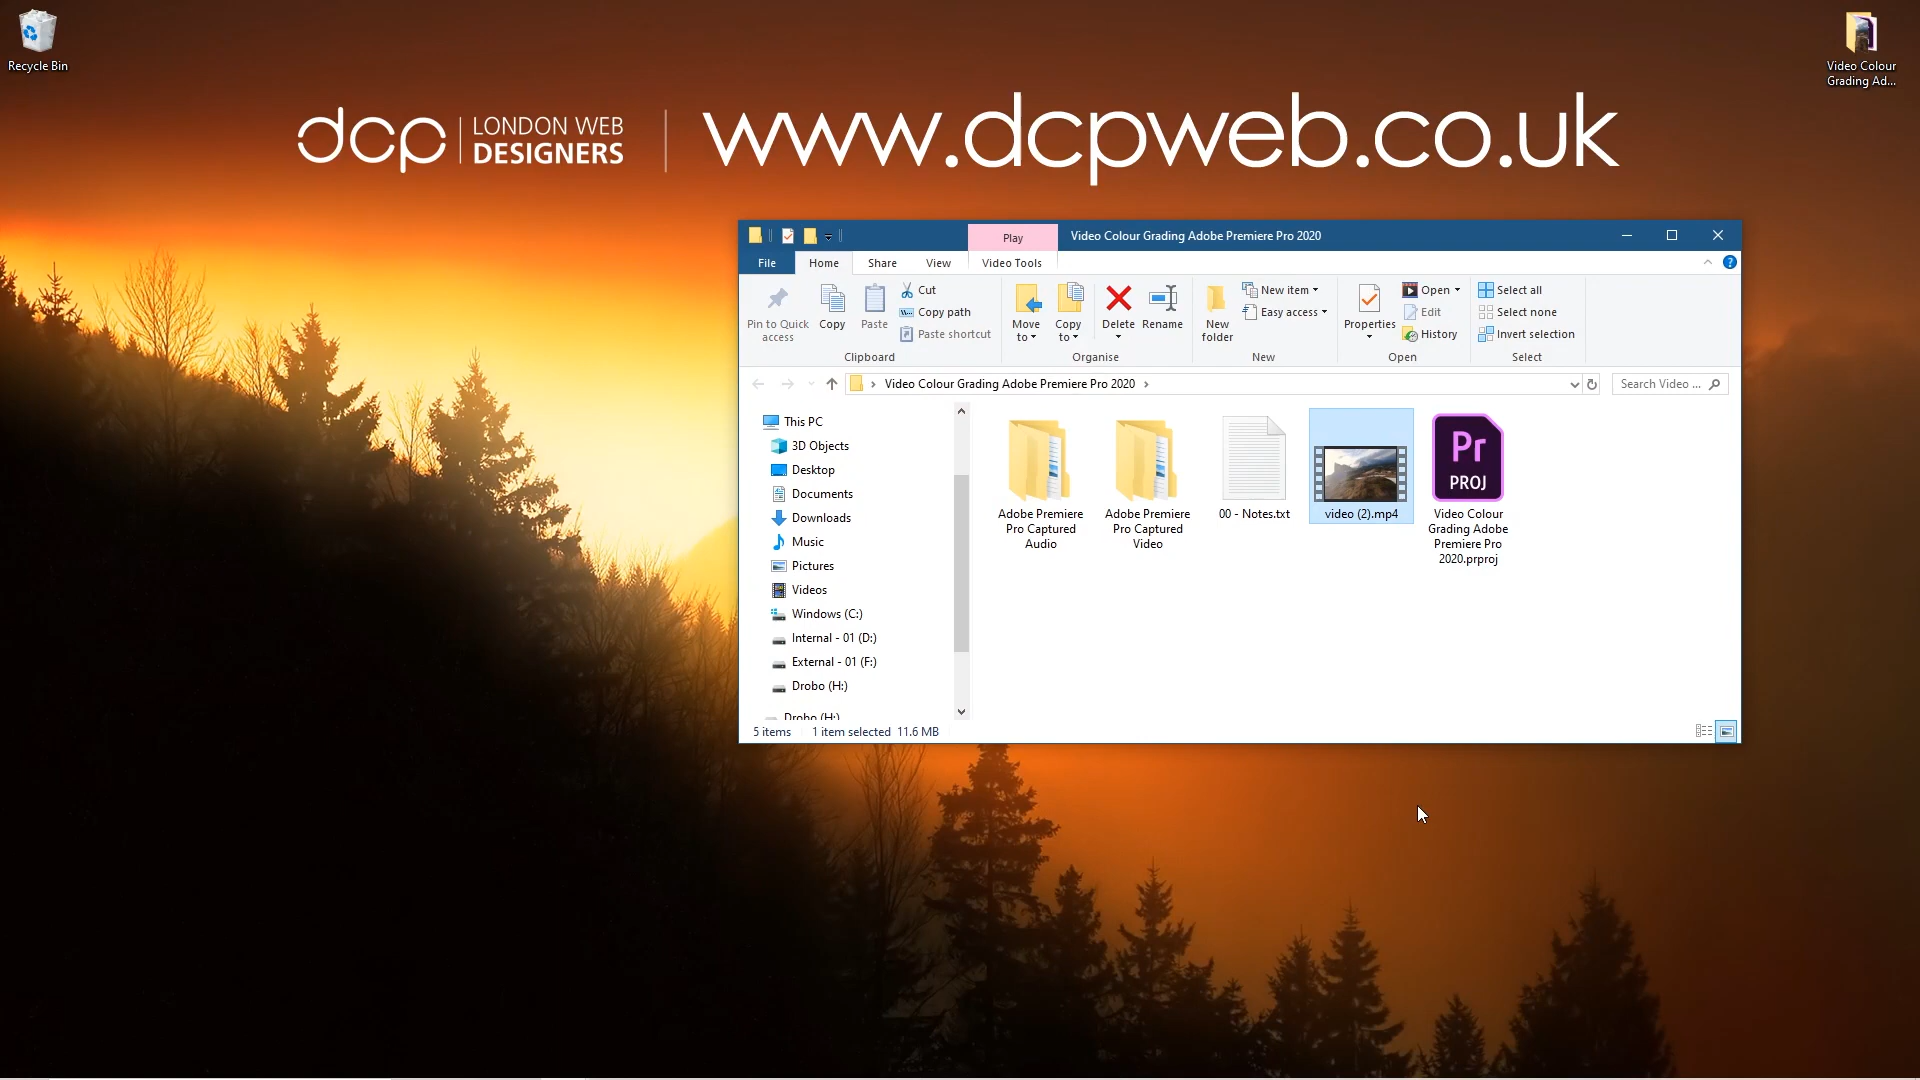 Recycle Bin
Video Colour
Grading Ad...
dcp
LONDON WEB
DESIGNERS
www.dcpweb.co.uk
Play
Video Colour Grading Adobe Premiere Pro 2020
File
Home
Share
View
Video Tools
Pin to Quick
access
Copy
Paste
Cut
Copy path
Paste shortcut
Clipboard
Move
to
Copy
to
Delete
Rename
Organise
New
folder
New item
Easy access
New
Properties
Open
Edit
History
Open
Select all
Select none
Invert selection
Select
Video Colour Grading Adobe Premiere Pro 2020
Search Video ...
This PC
3D Objects
Desktop
Documents
Downloads
Music
Pictures
Videos
Windows (C:)
Internal - 01 (D:)
External - 01 (F:)
Drobo (H:)
Drobo (H:)
Adobe Premiere
Pro Captured
Audio
Adobe Premiere
Pro Captured
Video
00 - Notes.txt
video (2).mp4
Pr
PROJ
Video Colour
Grading Adobe
Premiere Pro
2020.prproj
5 items
1 item selected 11.6 MB